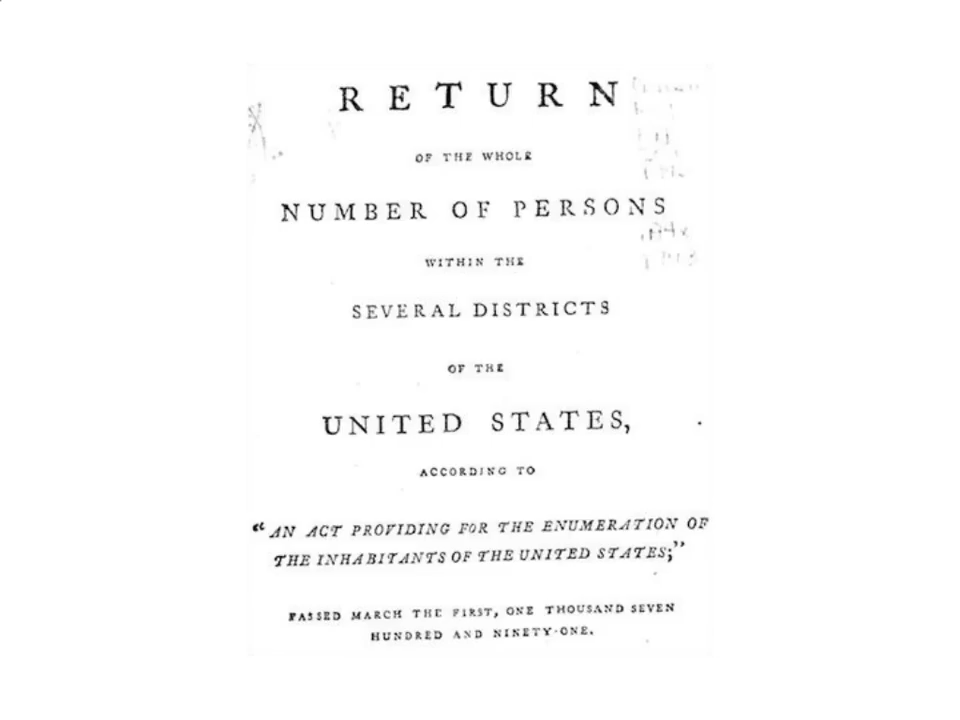 RETURN
OF THE WHOLE
NUMBER OF PERSONS
WITHIN THE
SEVERAL DISTRICTS
OF THE
UNITED STATES,
ACCORDING TO
“AN ACT PROVIDING FOR THE ENUMERATION OF
THE INHABITANTS OF THE UNITED STATES;”
PASSED MARCH THE FIRST, ONE THOUSAND SEVEN
HUNDRED AND NINETY-ONE.